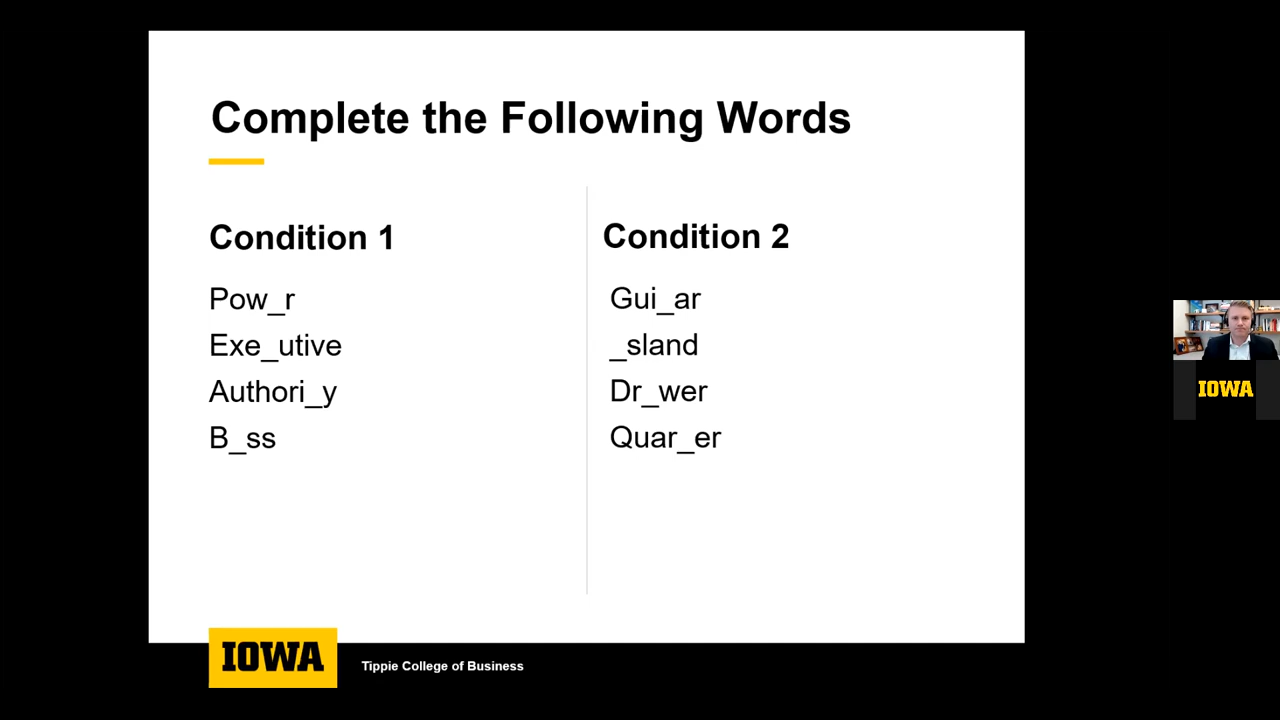 Complete the Following Words
Condition 1
Pow_r
Exe_utive
Authori_y
B_ss
Condition 2
Gui_ar
_sland
Dr_wer
Quar_er
IOWA
Tippie College of Business
IOWA